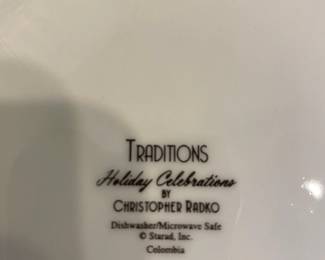 TRADITIONS
Holiday Celebrations
BY
CHRISTOPHER RADKO
Dishwasher/Microwave Safe
© Starad, Inc.
Colombia